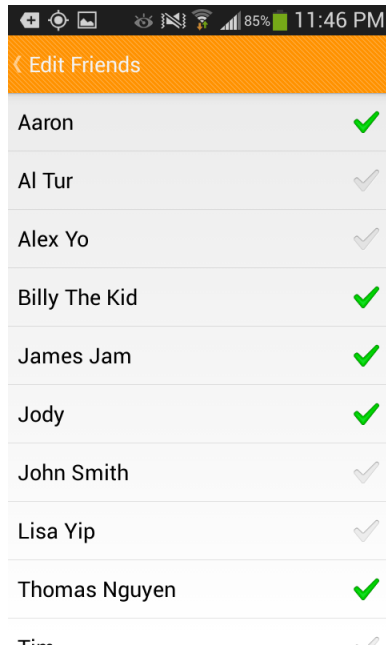 85% 11:46 PM
Edit Friends
Aaron
Al Tur
Alex Yo
Billy The Kid
James Jam
Jody
John Smith
Lisa Yip
Thomas Nguyen
Tim